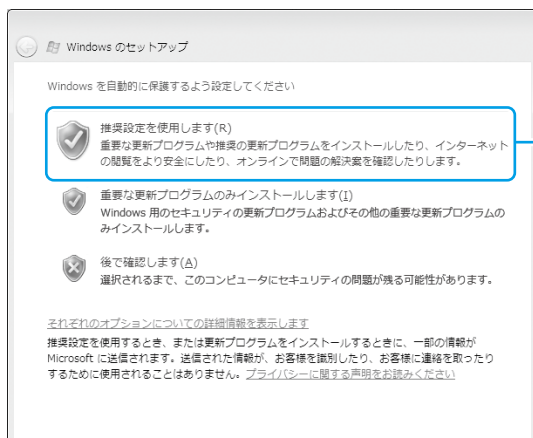 Windows のセットアップ
Windows を自動的に保護するよう設定してください
推奨設定を使用します(R)
重要な更新プログラムや推奨の更新プログラムをインストールしたり、インターネット
の閲覧をより安全にしたり、オンラインで問題の解決案を確認したりします。
重要な更新プログラムのみインストールします(I)
Windows 用のセキュリティの更新プログラムおよびその他の重要な更新プログラムの
みインストールします。
後で確認します(A)
選択されるまで、このコンピュータにセキュリティの問題が残る可能性があります。
それぞれのオプションについての詳細情報を表示します
推奨設定を使用するとき、または更新プログラムをインストールするときに、一部の情報が
Microsoft に送信されます。送信された情報が、お客様を識別したり、お客様に連絡を取ったり
するために使用されることはありません。プライバシーに関する声明をお読みください